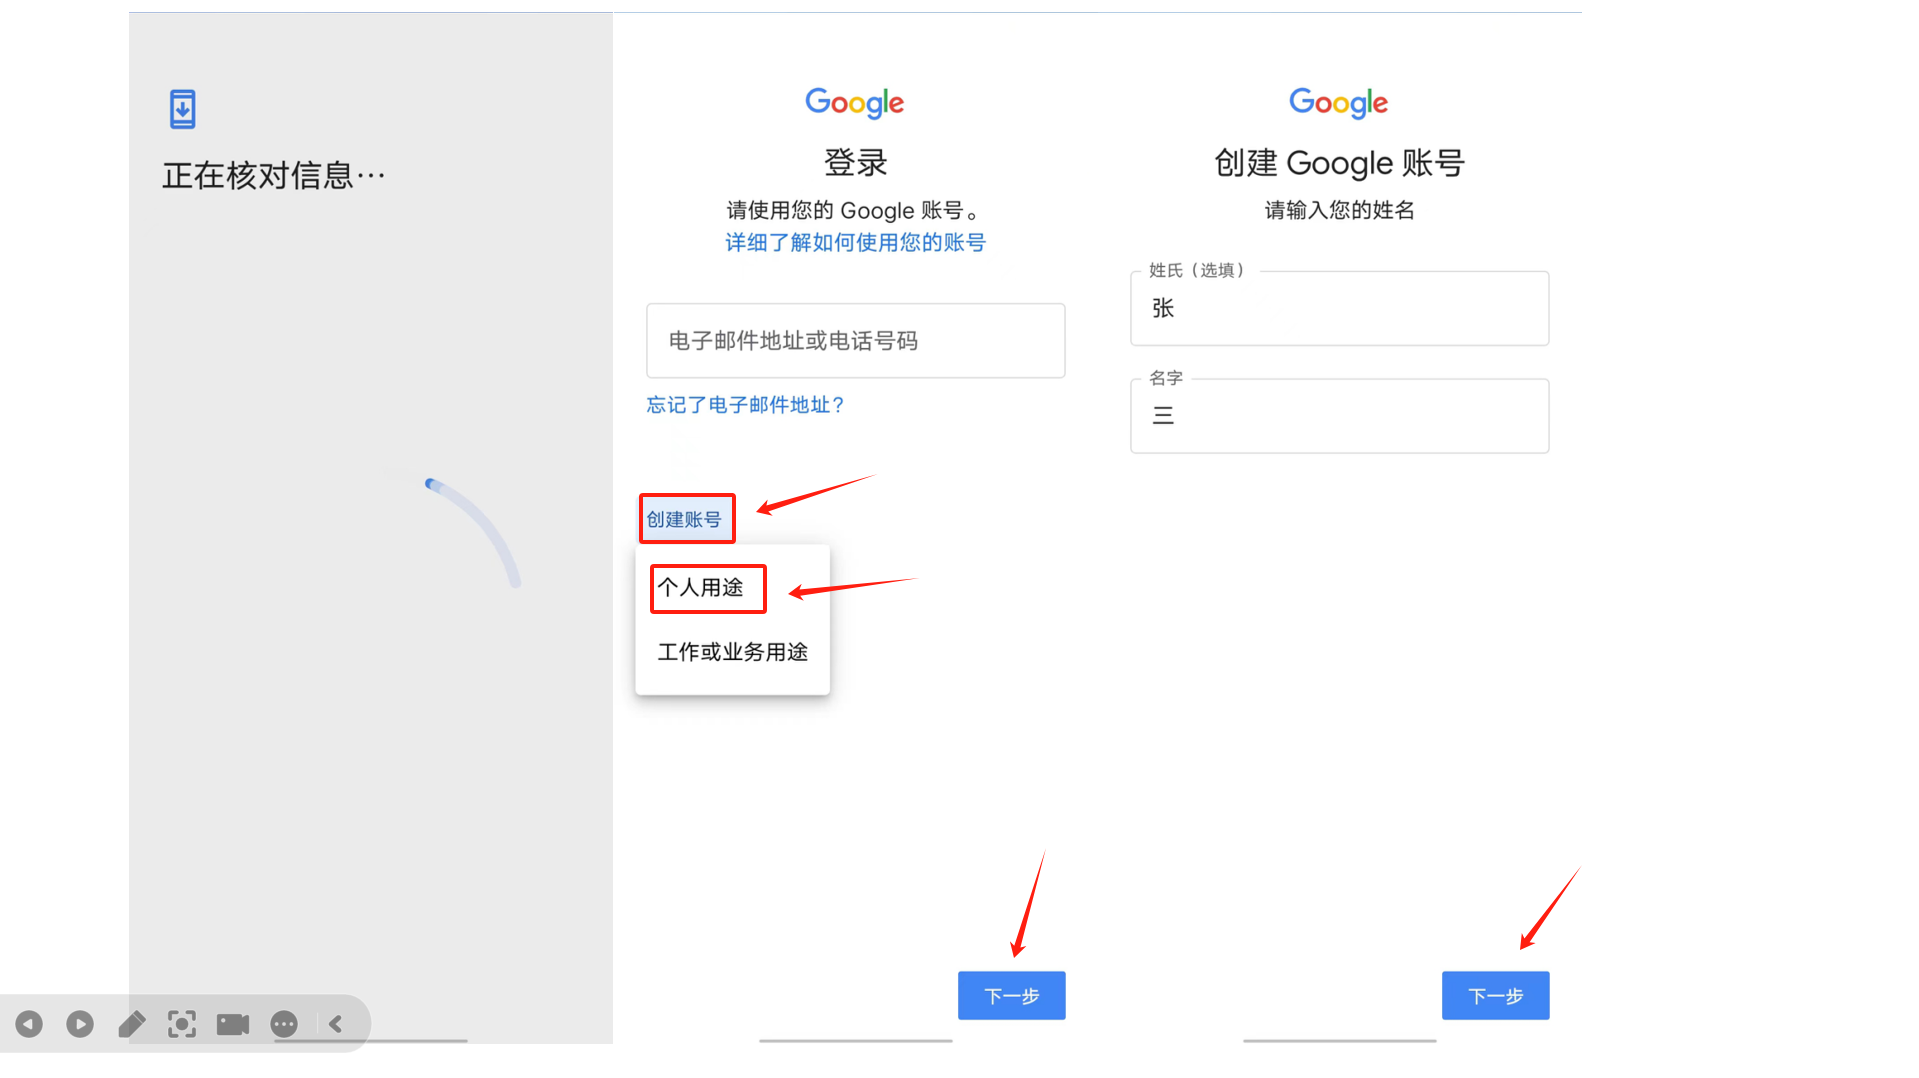 正在核对信息…
Google
登录
请使用您的 Google 账号。
详细了解如何使用您的账号
电子邮件地址或电话号码
忘记了电子邮件地址？
创建账号
个人用途
工作或业务用途
下一步
Google
创建 Google 账号
请输入您的姓名
姓氏（选填）
张
名字
三
下一步